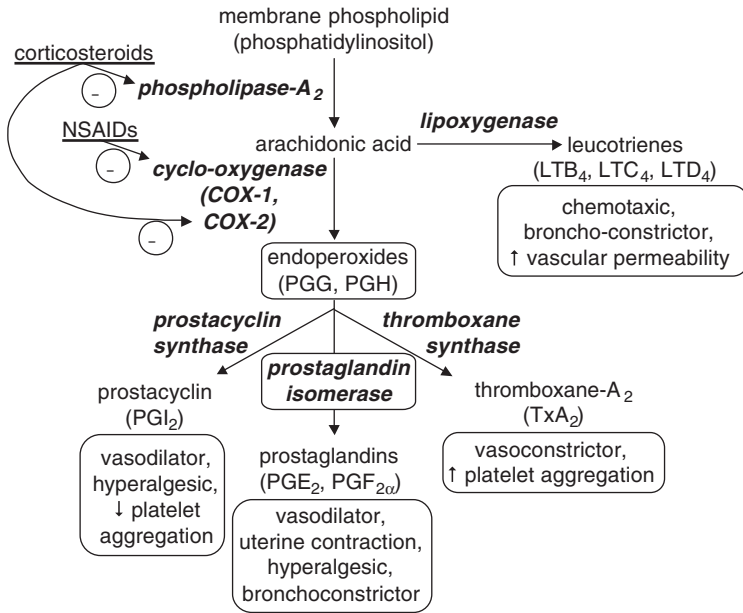 membrane phospholipid
(phosphatidylinositol)
corticosteroids
–
phospholipase-A₂
NSAIDs
–
cyclo-oxygenase
(COX-1,
COX-2)
–
arachidonic acid
lipoxygenase
leucotrienes
(LTB₄, LTC₄, LTD₄)
chemotaxic,
broncho-constrictor,
↑ vascular permeability
endoperoxides
(PGG, PGH)
prostacyclin
synthase
thromboxane
synthase
prostaglandin
isomerase
prostacyclin
(PGI₂)
vasodilator,
hyperalgesic,
↓ platelet
aggregation
prostaglandins
(PGE₂, PGF₂α)
vasodilator,
uterine contraction,
hyperalgesic,
bronchoconstrictor
thromboxane-A₂
(TxA₂)
vasoconstrictor,
↑ platelet aggregation